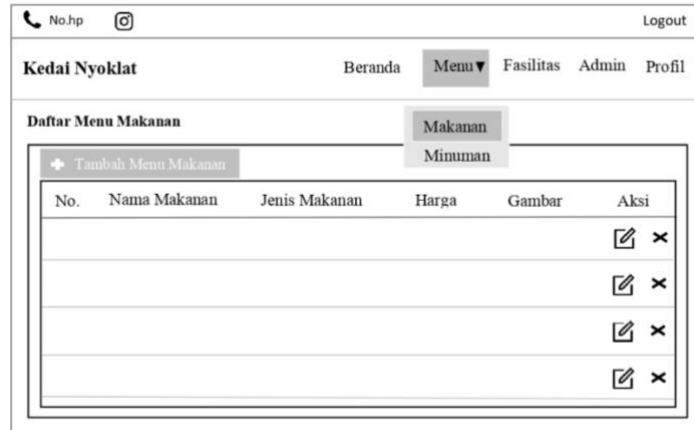 No.hp Logout
Kedai Nyoklat Beranda Menu▼ Fasilitas Admin Profil
Daftar Menu Makanan
Makanan
Minuman
Tambah Menu Makanan
No. Nama Makanan Jenis Makanan Harga Gambar Aksi